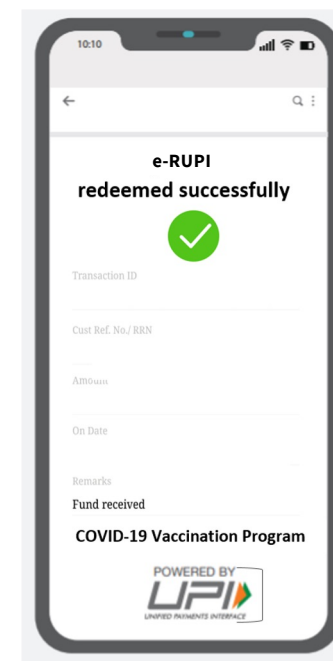 10:10
e-RUPI
redeemed successfully
Transaction ID
Cust Ref. No./ RRN
Amount
On Date
Remarks
Fund received
COVID-19 Vaccination Program
POWERED BY
UPI
UNIFIED PAYMENTS INTERFACE